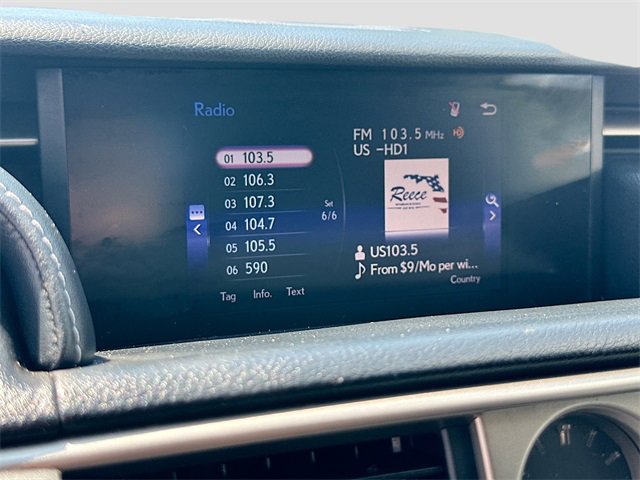 Radio
FM 103.5 MHz
US -HD1
01 103.5
02 106.3
03 107.3
04 104.7
05 105.5
06 590
Set
6/6
Reece
US103.5
From $9/Mo per wi...
Country
Tag Info. Text